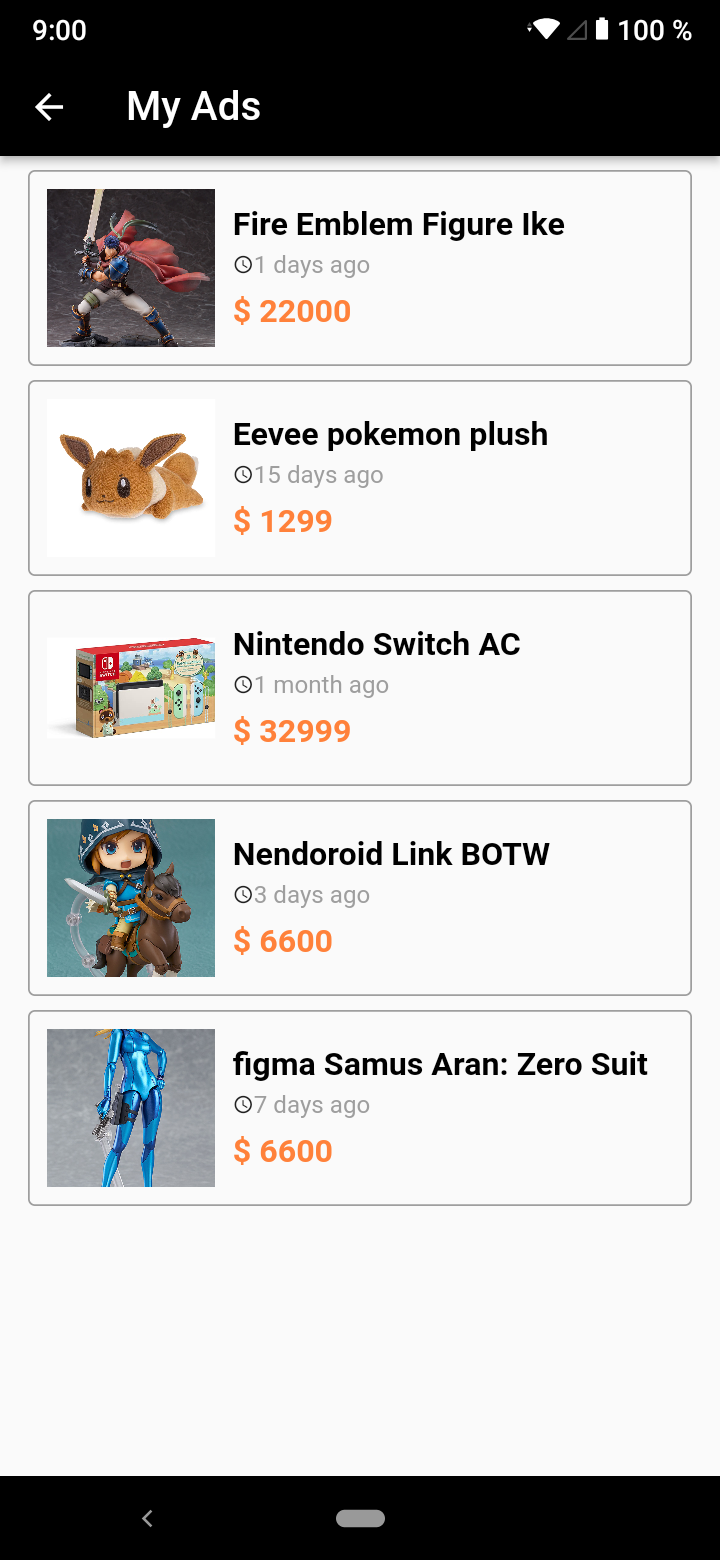 9:00
100 %
My Ads
Fire Emblem Figure Ike
1 days ago
$ 22000
Eevee pokemon plush
15 days ago
$ 1299
Nintendo Switch AC
1 month ago
$ 32999
Nendoroid Link BOTW
3 days ago
$ 6600
figma Samus Aran: Zero Suit
7 days ago
$ 6600